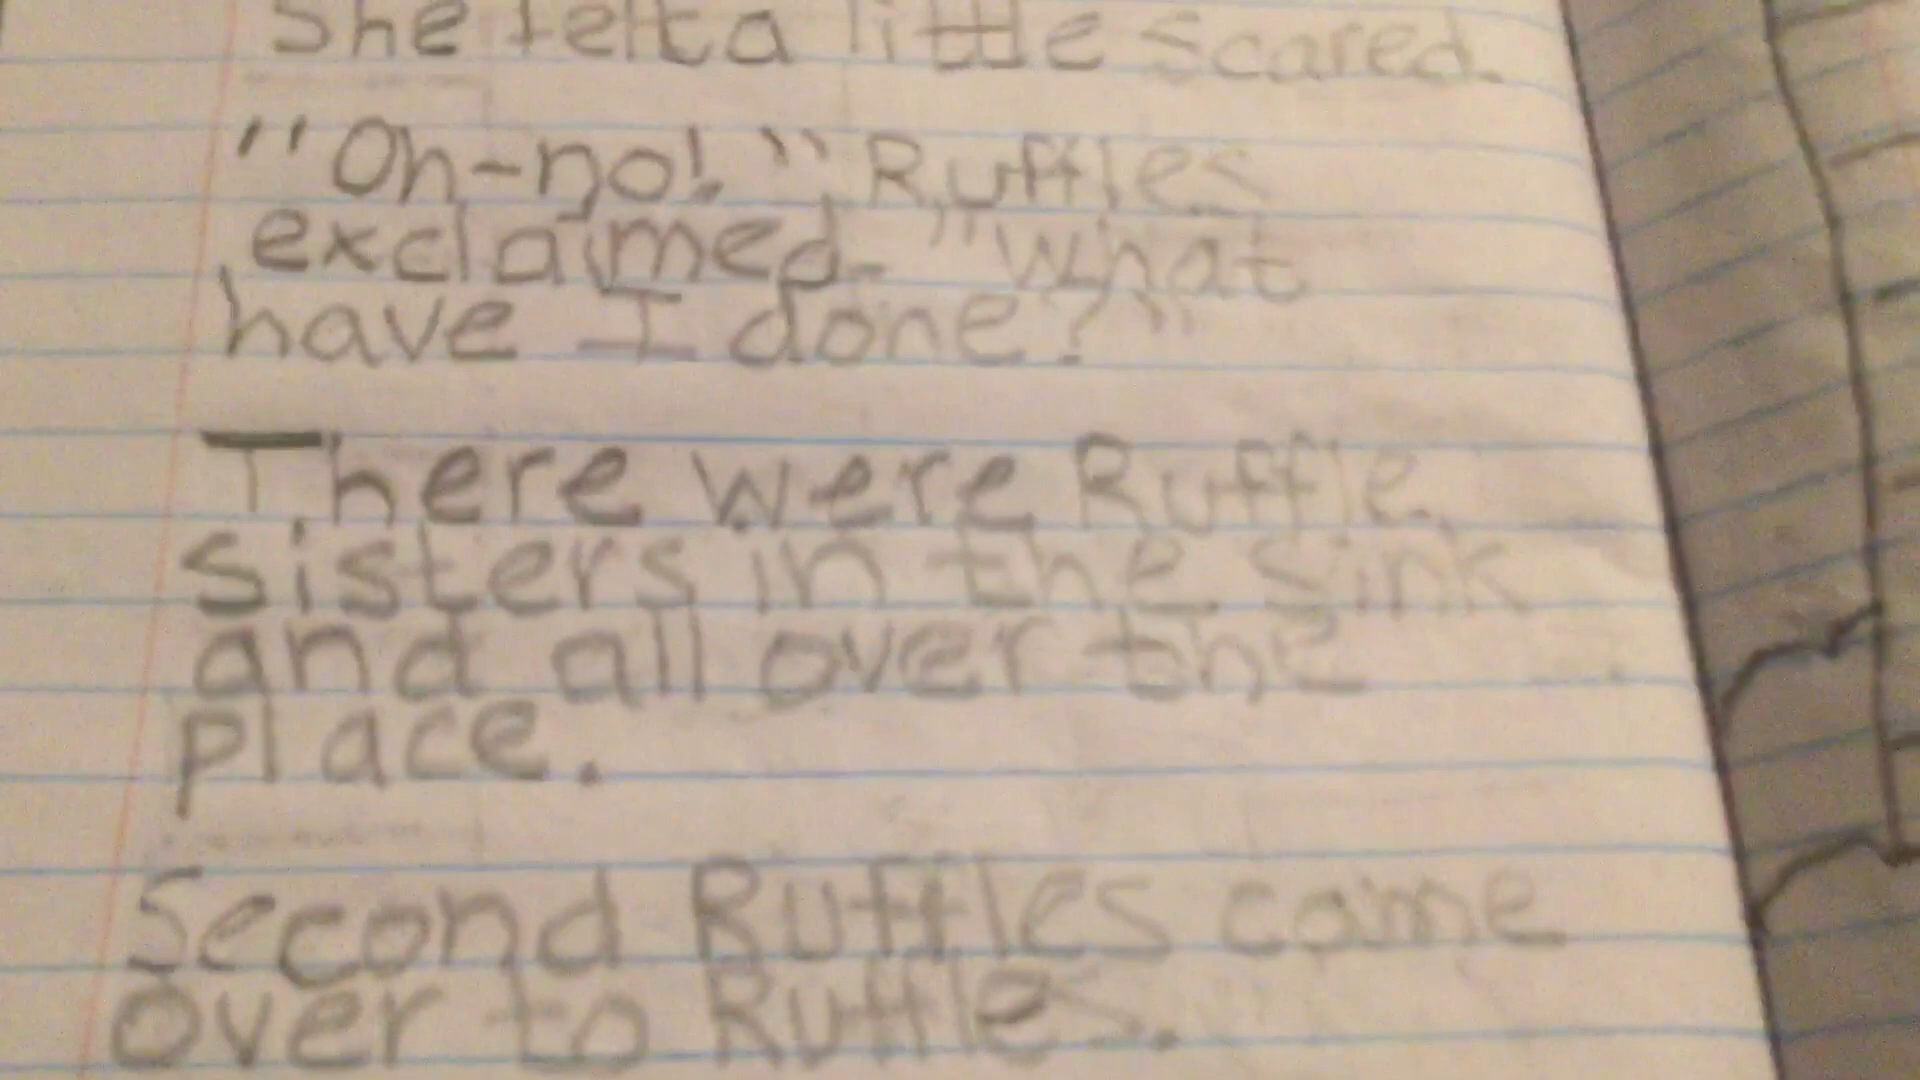 She felt a little scared.
"Oh-no!" Ruffles
exclaimed. "What
have I done?"
There were Ruffle
sisters in the sink
and all over the
place.
Second Ruffles came
over to Ruffles.